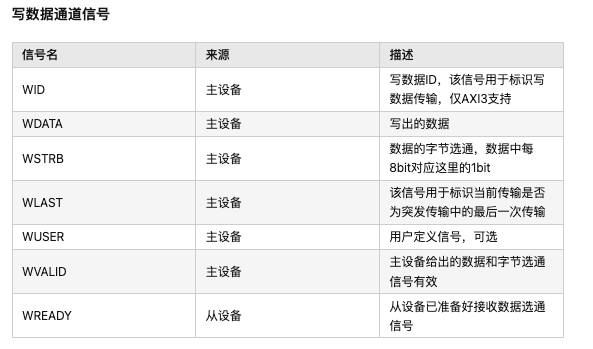 写数据通道信号
信号名 来源 描述
WID 主设备 写数据ID，该信号用于标识写
数据传输，仅AXI3支持
WDATA 主设备 写出的数据
WSTRB 主设备 数据的字节选通，数据中每
8bit对应这里的1bit
WLAST 主设备 该信号用于标识当前传输是否
为突发传输中的最后一次传输
WUSER 主设备 用户定义信号，可选
WVALID 主设备 主设备给出的数据和字节选通
信号有效
WREADY 从设备 从设备已准备好接收数据选通
信号